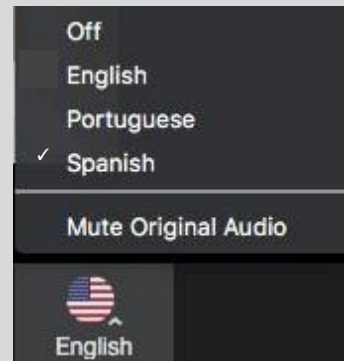 Off
English
Portuguese
✓ Spanish
Mute Original Audio
English